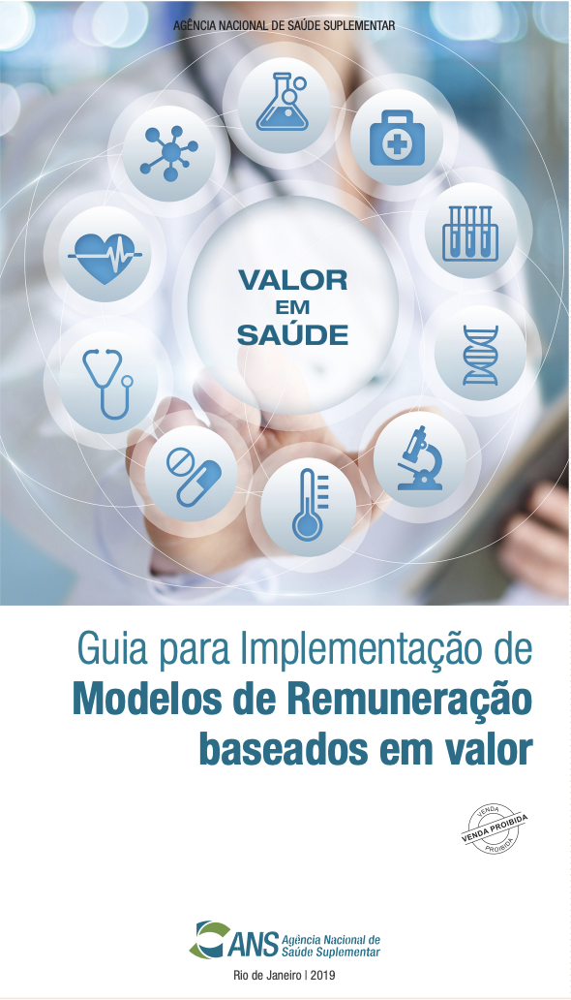 AGÊNCIA NACIONAL DE SAÚDE SUPLEMENTAR
VALOR
EM
SAÚDE
Guia para Implementação de
Modelos de Remuneração
baseados em valor
VENDA
VENDA PROIBIDA
PROIBIDA
ANS Agência Nacional de
Saúde Suplementar
Rio de Janeiro | 2019